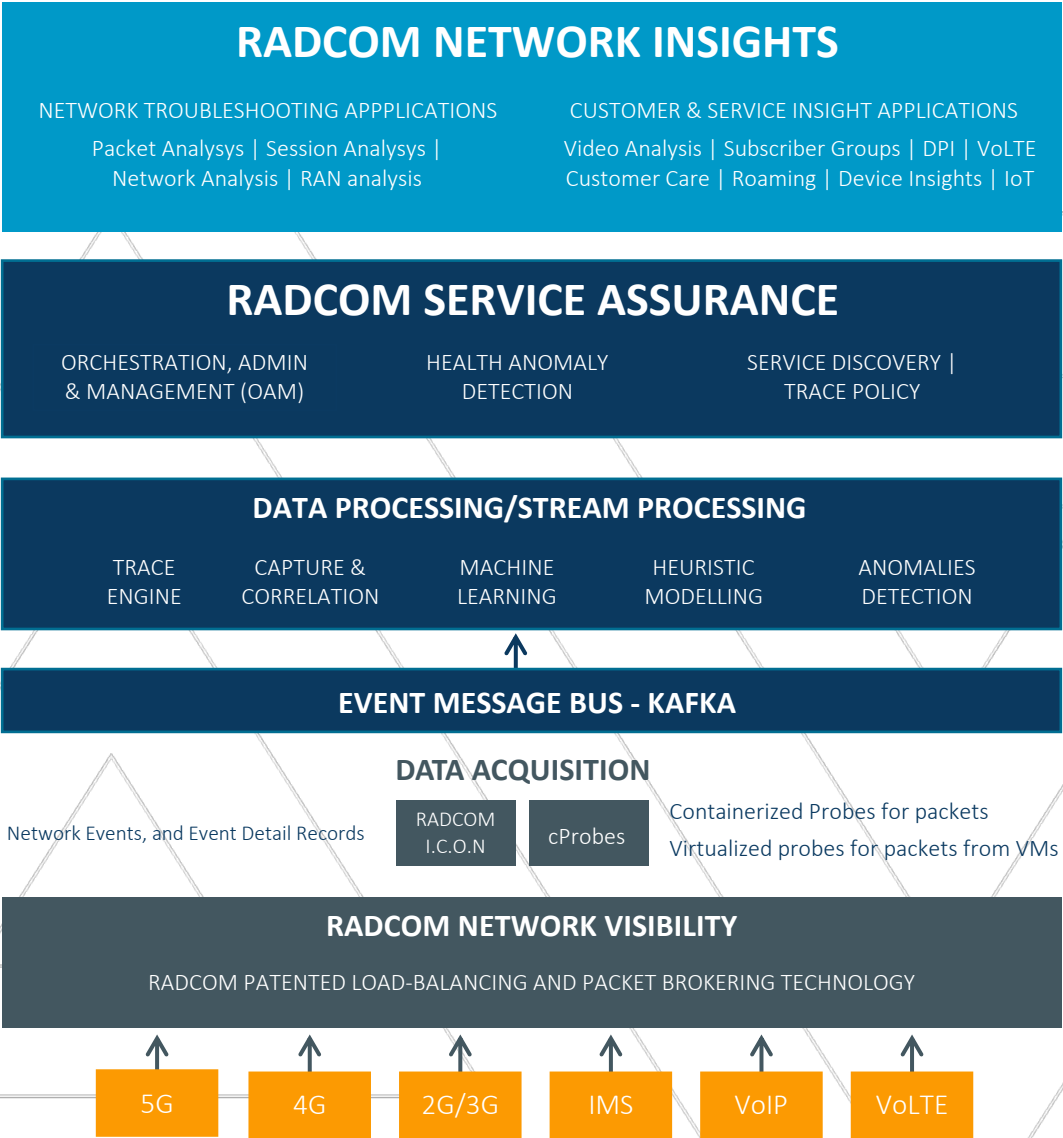 RADCOM NETWORK INSIGHTS
NETWORK TROUBLESHOOTING APPPLICATIONS
Packet Analysys | Session Analysys |
Network Analysis | RAN analysis
CUSTOMER & SERVICE INSIGHT APPLICATIONS
Video Analysis | Subscriber Groups | DPI | VoLTE
Customer Care | Roaming | Device Insights | IoT
RADCOM SERVICE ASSURANCE
ORCHESTRATION, ADMIN
& MANAGEMENT (OAM)
HEALTH ANOMALY
DETECTION
SERVICE DISCOVERY |
TRACE POLICY
DATA PROCESSING/STREAM PROCESSING
TRACE
ENGINE
CAPTURE &
CORRELATION
MACHINE
LEARNING
HEURISTIC
MODELLING
ANOMALIES
DETECTION
EVENT MESSAGE BUS - KAFKA
DATA ACQUISITION
Network Events, and Event Detail Records
RADCOM
I.C.O.N
cProbes
Containerized Probes for packets
Virtualized probes for packets from VMs
RADCOM NETWORK VISIBILITY
RADCOM PATENTED LOAD-BALANCING AND PACKET BROKERING TECHNOLOGY
5G
4G
2G/3G
IMS
VoIP
VoLTE